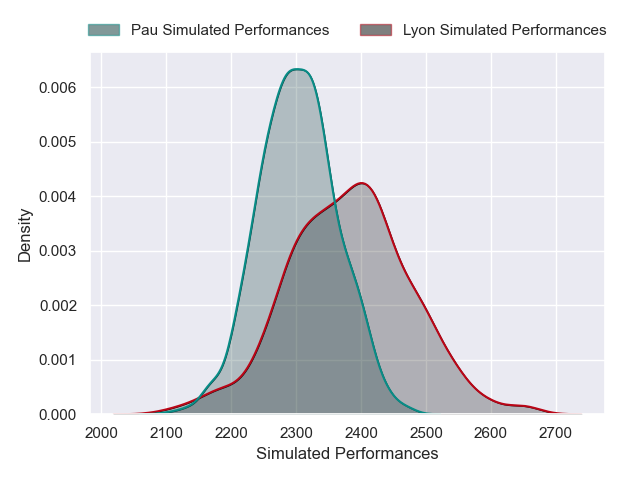 Pau Simulated Performances Lyon Simulated Performances
0.006
0.005
0.004
0.003
0.002
0.001
0.000
Density
2000 2100 2200 2300 2400 2500 2600 2700
Simulated Performances